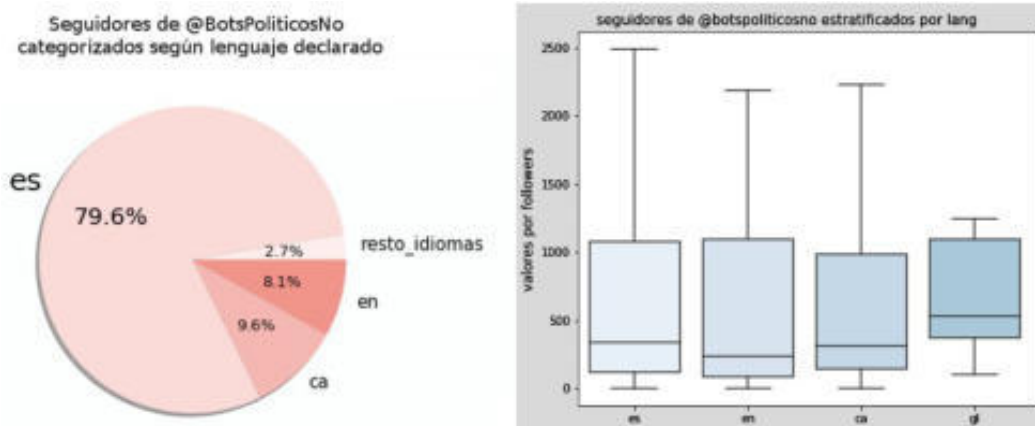 Seguidores de @BotsPoliticosNo
categorizados según lenguaje declarado
es
79.6%
2.7%
resto_idiomas
8.1%
en
9.6%
ca
seguidores de @botspoliticosno estratificados por lang
valores por followers
2500
2000
1500
1000
500
0
es
en
ca
gl